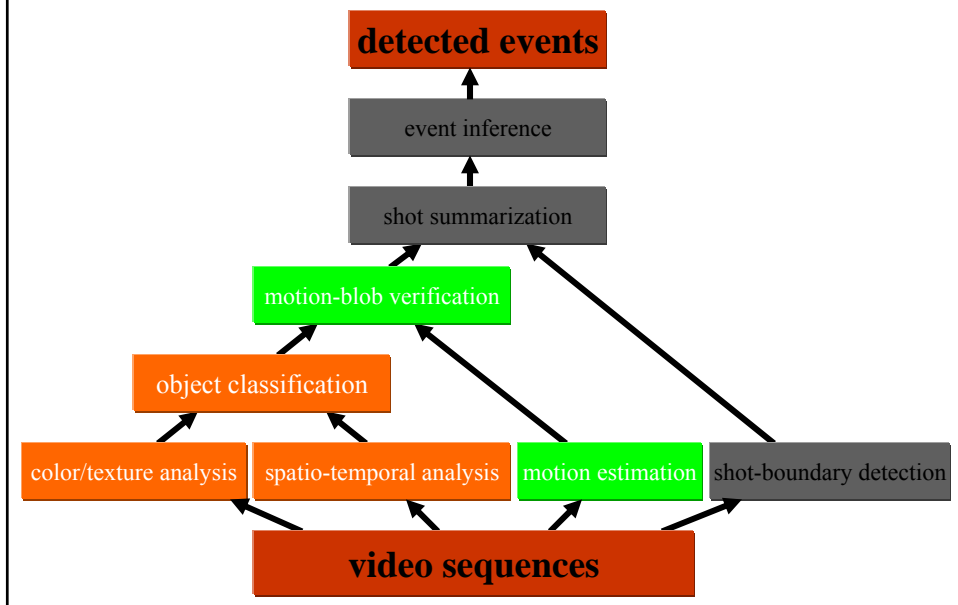 detected events
event inference
shot summarization
motion-blob verification
object classification
color/texture analysis
spatio-temporal analysis
motion estimation
shot-boundary detection
video sequences